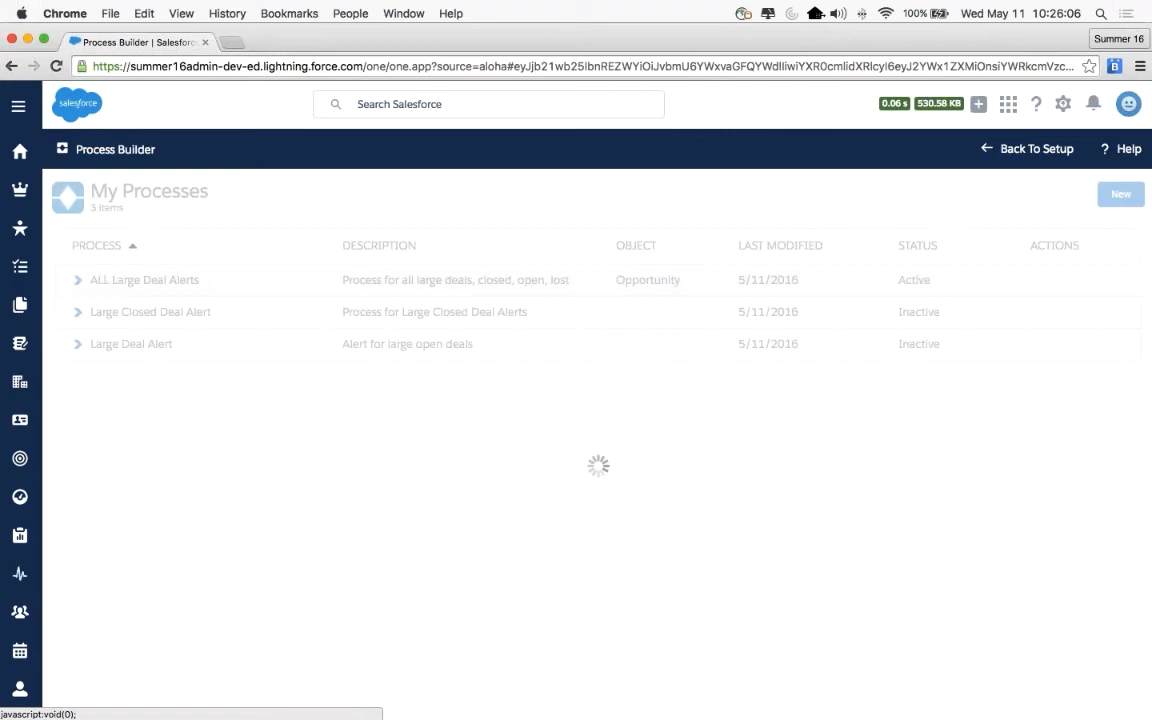 Chrome File Edit View History Bookmarks People Window Help 100% Wed May 11 10:26:06
Process Builder | Salesforc Summer 16
https://summer16admin-dev-ed.lightning.force.com/one/one.app?source=aloha#
salesforce Search Salesforce 0.06 s 530.58 KB
Process Builder Back To Setup ? Help
My Processes
3 items
New
PROCESS DESCRIPTION OBJECT LAST MODIFIED STATUS ACTIONS
ALL Large Deal Alerts Process for all large deals, closed, open, lost Opportunity 5/11/2016 Active
Large Closed Deal Alert Process for Large Closed Deal Alerts 5/11/2016 Inactive
Large Deal Alert Alert for large open deals 5/11/2016 Inactive
javascript:void(0);